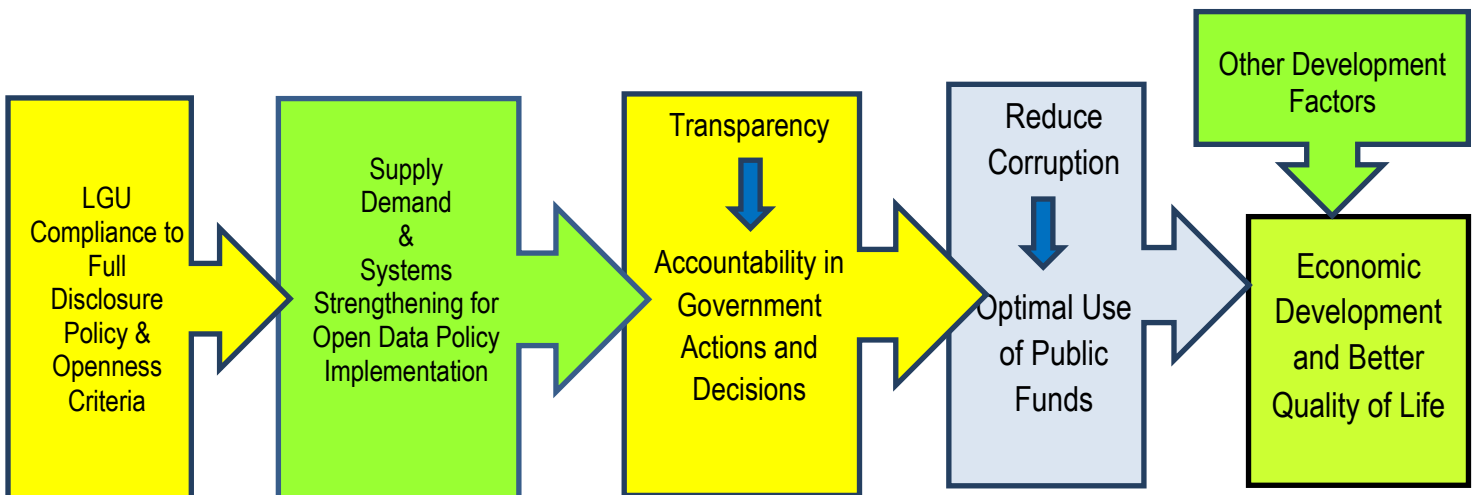 LGU
Compliance to
Full
Disclosure
Policy &
Openness
Criteria
Supply
Demand
&
Systems
Strengthening for
Open Data Policy
Implementation
Transparency
Accountability in
Government
Actions and
Decisions
Reduce
Corruption
Optimal Use
of Public
Funds
Other Development
Factors
Economic
Development
and Better
Quality of Life